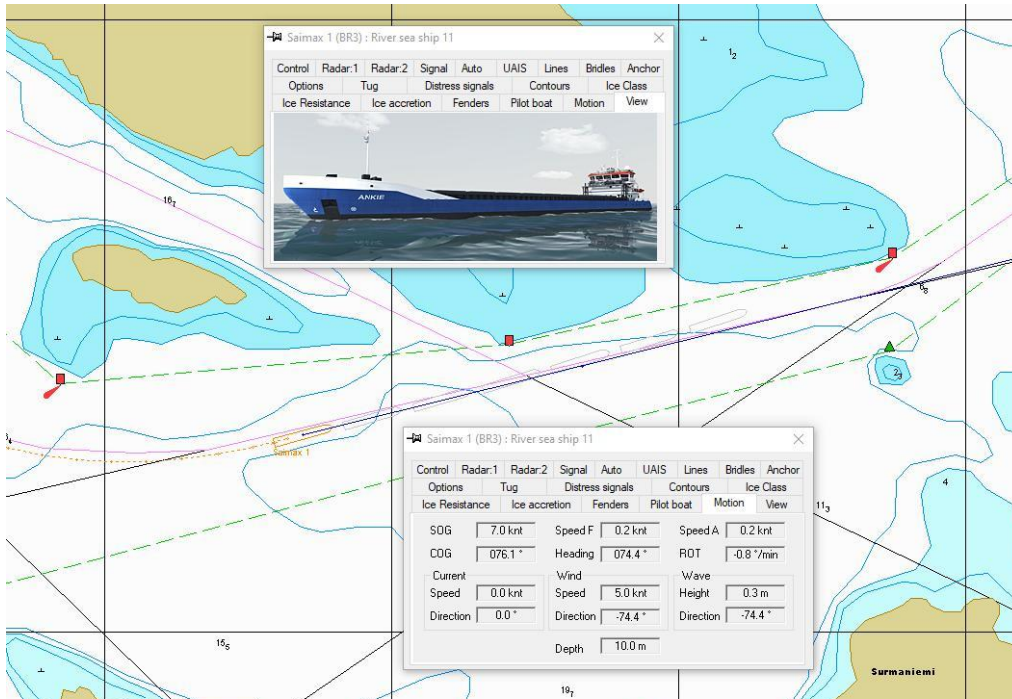 Saimax 1 (BR3) : River sea ship 11
Control Radar:1 Radar:2 Signal Auto UAIS Lines Bridles Anchor
Options Tug Distress signals Contours Ice Class
Ice Resistance Ice accretion Fenders Pilot boat Motion View
ANKIE
1₂
16₇
6₈
2₃
Saimax 1
4
11₃
Saimax 1 (BR3) : River sea ship 11
Control Radar:1 Radar:2 Signal Auto UAIS Lines Bridles Anchor
Options Tug Distress signals Contours Ice Class
Ice Resistance Ice accretion Fenders Pilot boat Motion View
SOG 7.0 knt Speed F 0.2 knt Speed A 0.2 knt
COG 076.1 ° Heading 074.4 ° ROT -0.8 °/min
Current Wind Wave
Speed 0.0 knt Speed 5.0 knt Height 0.3 m
Direction 0.0 ° Direction -74.4 ° Direction -74.4 °
Depth 10.0 m
15₅
Surmaniemi
19₇